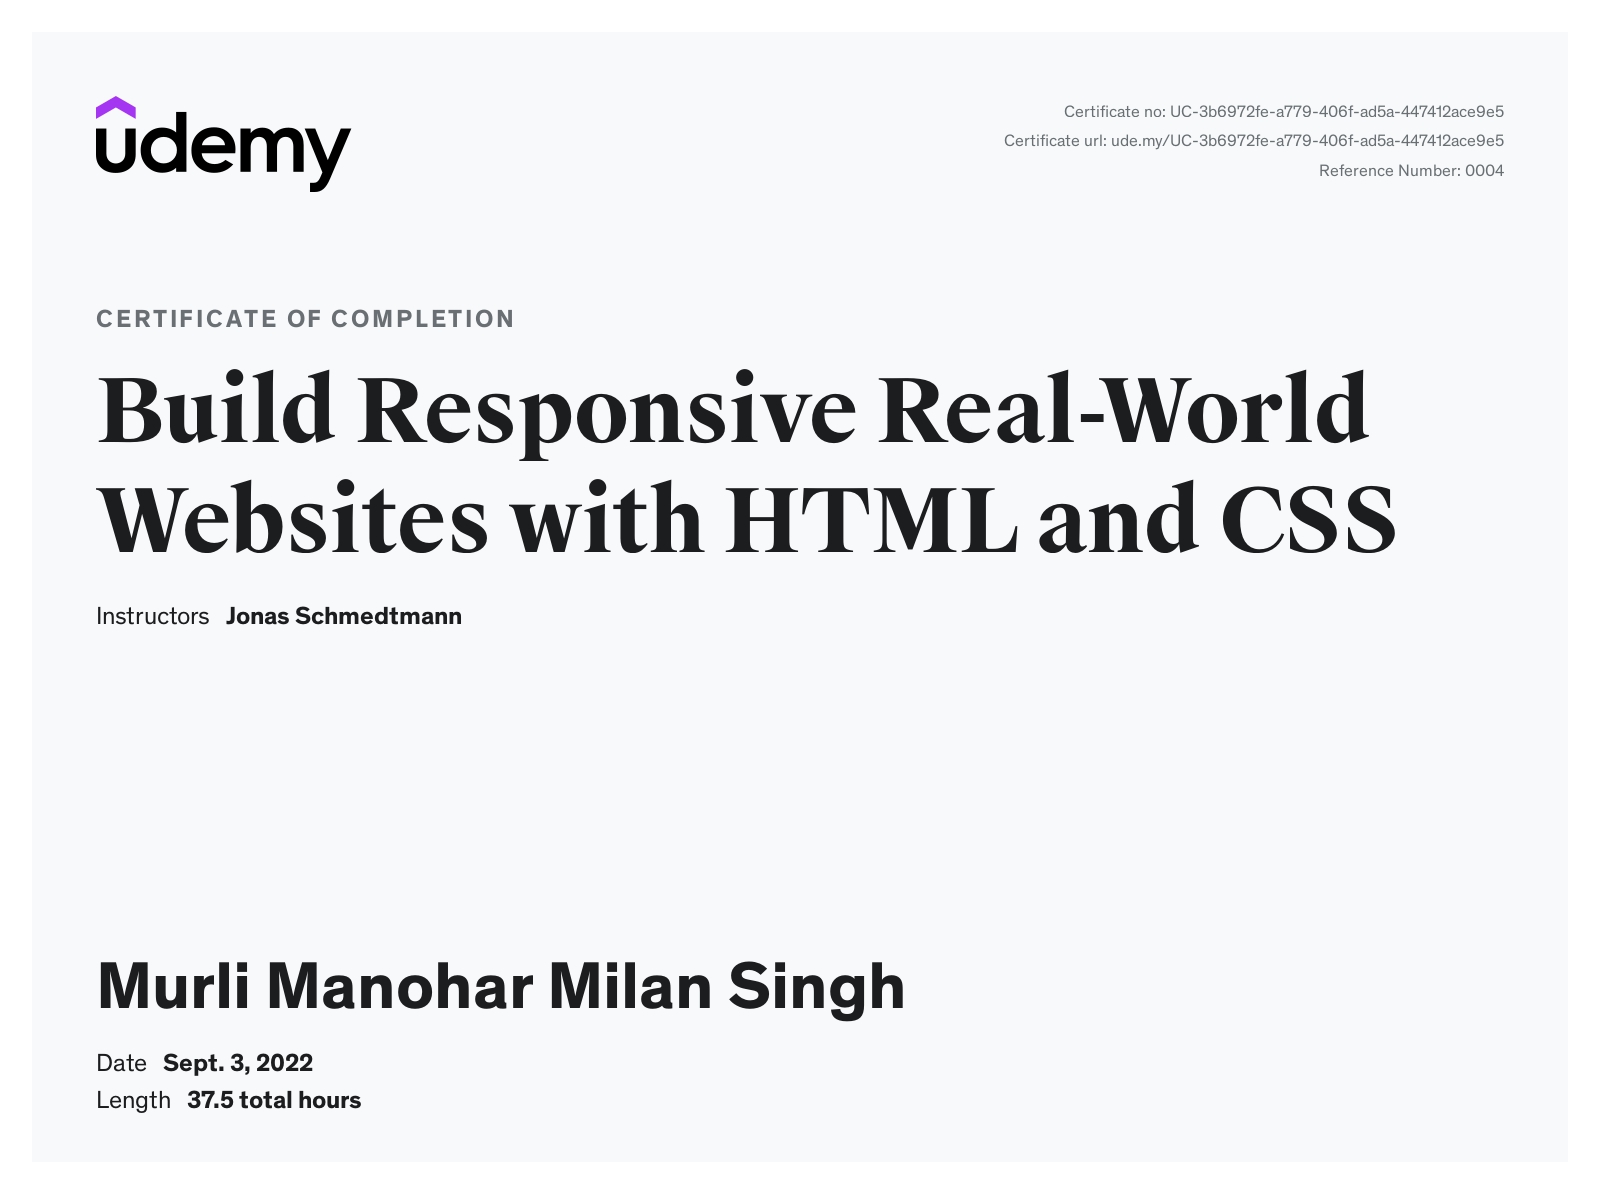 udemy
Certificate no: UC-3b6972fe-a779-406f-ad5a-447412ace9e5
Certificate url: ude.my/UC-3b6972fe-a779-406f-ad5a-447412ace9e5
Reference Number: 0004
CERTIFICATE OF COMPLETION
Build Responsive Real-World
Websites with HTML and CSS
Instructors Jonas Schmedtmann
Murli Manohar Milan Singh
Date Sept. 3, 2022
Length 37.5 total hours